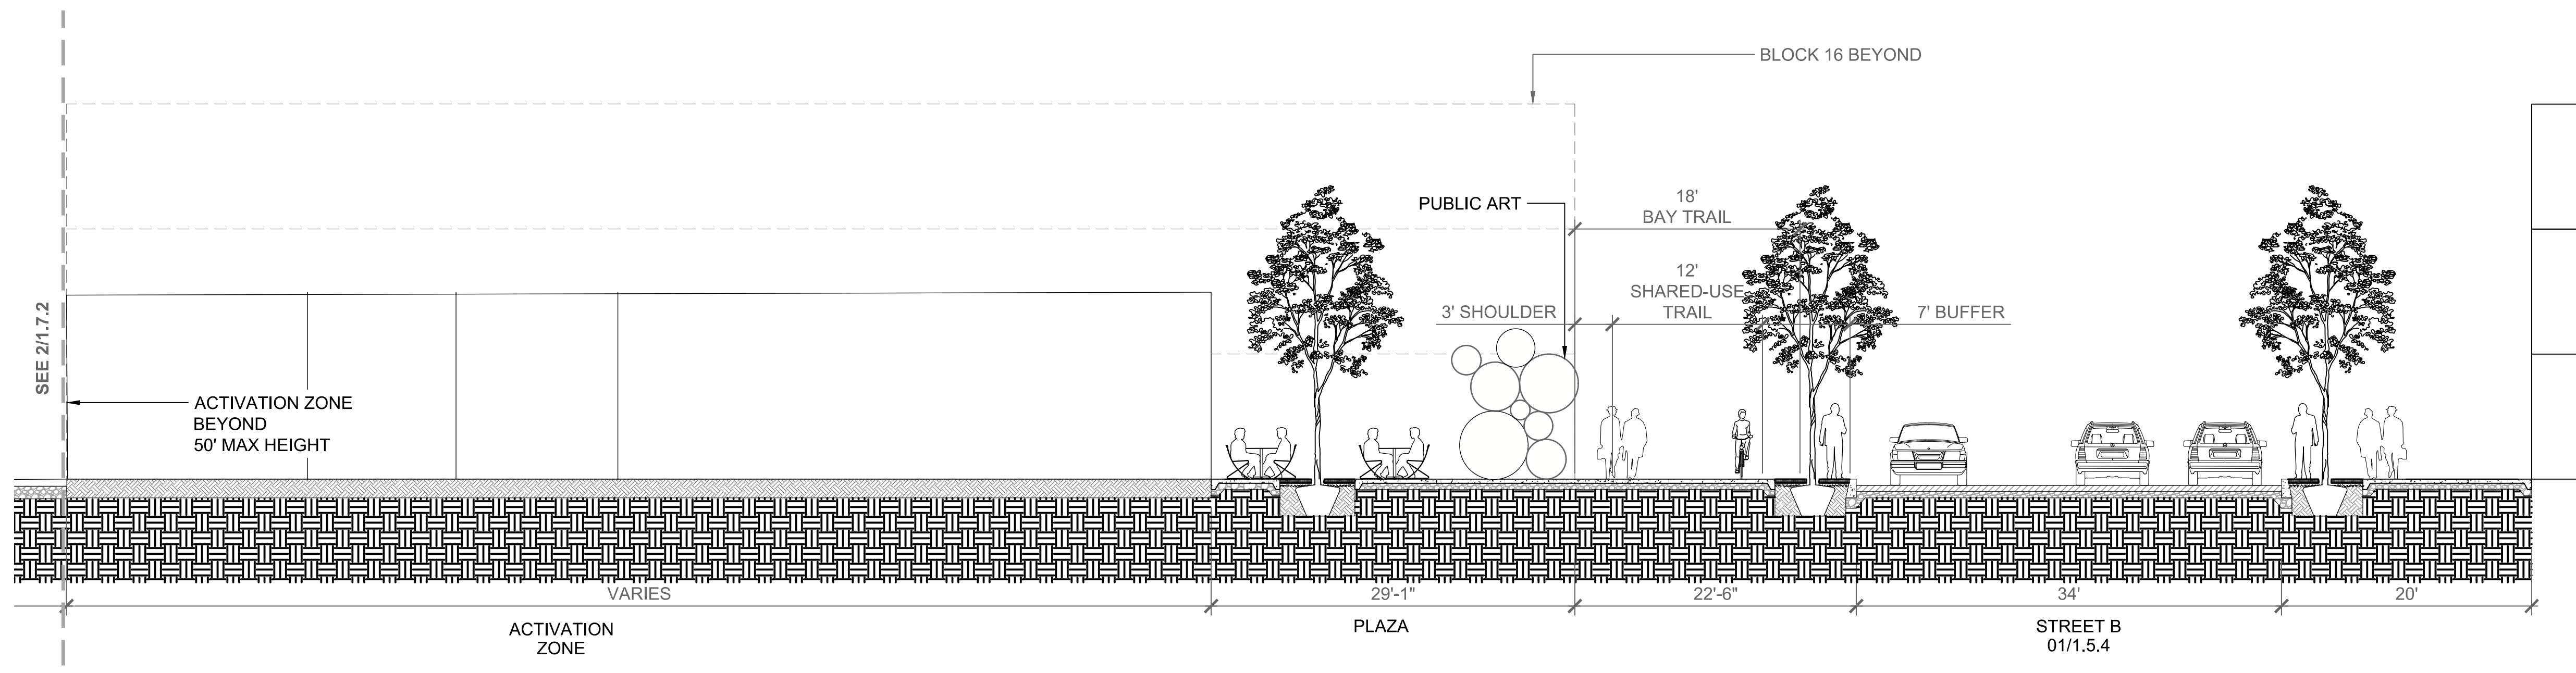 BLOCK 16 BEYOND
PUBLIC ART
18'
BAY TRAIL
12'
SHARED-USE
TRAIL
3' SHOULDER
7' BUFFER
SEE 2/1.7.2
ACTIVATION ZONE
BEYOND
50' MAX HEIGHT
VARIES
29'-1"
22'-6"
34'
20'
ACTIVATION
ZONE
PLAZA
STREET B
01/1.5.4